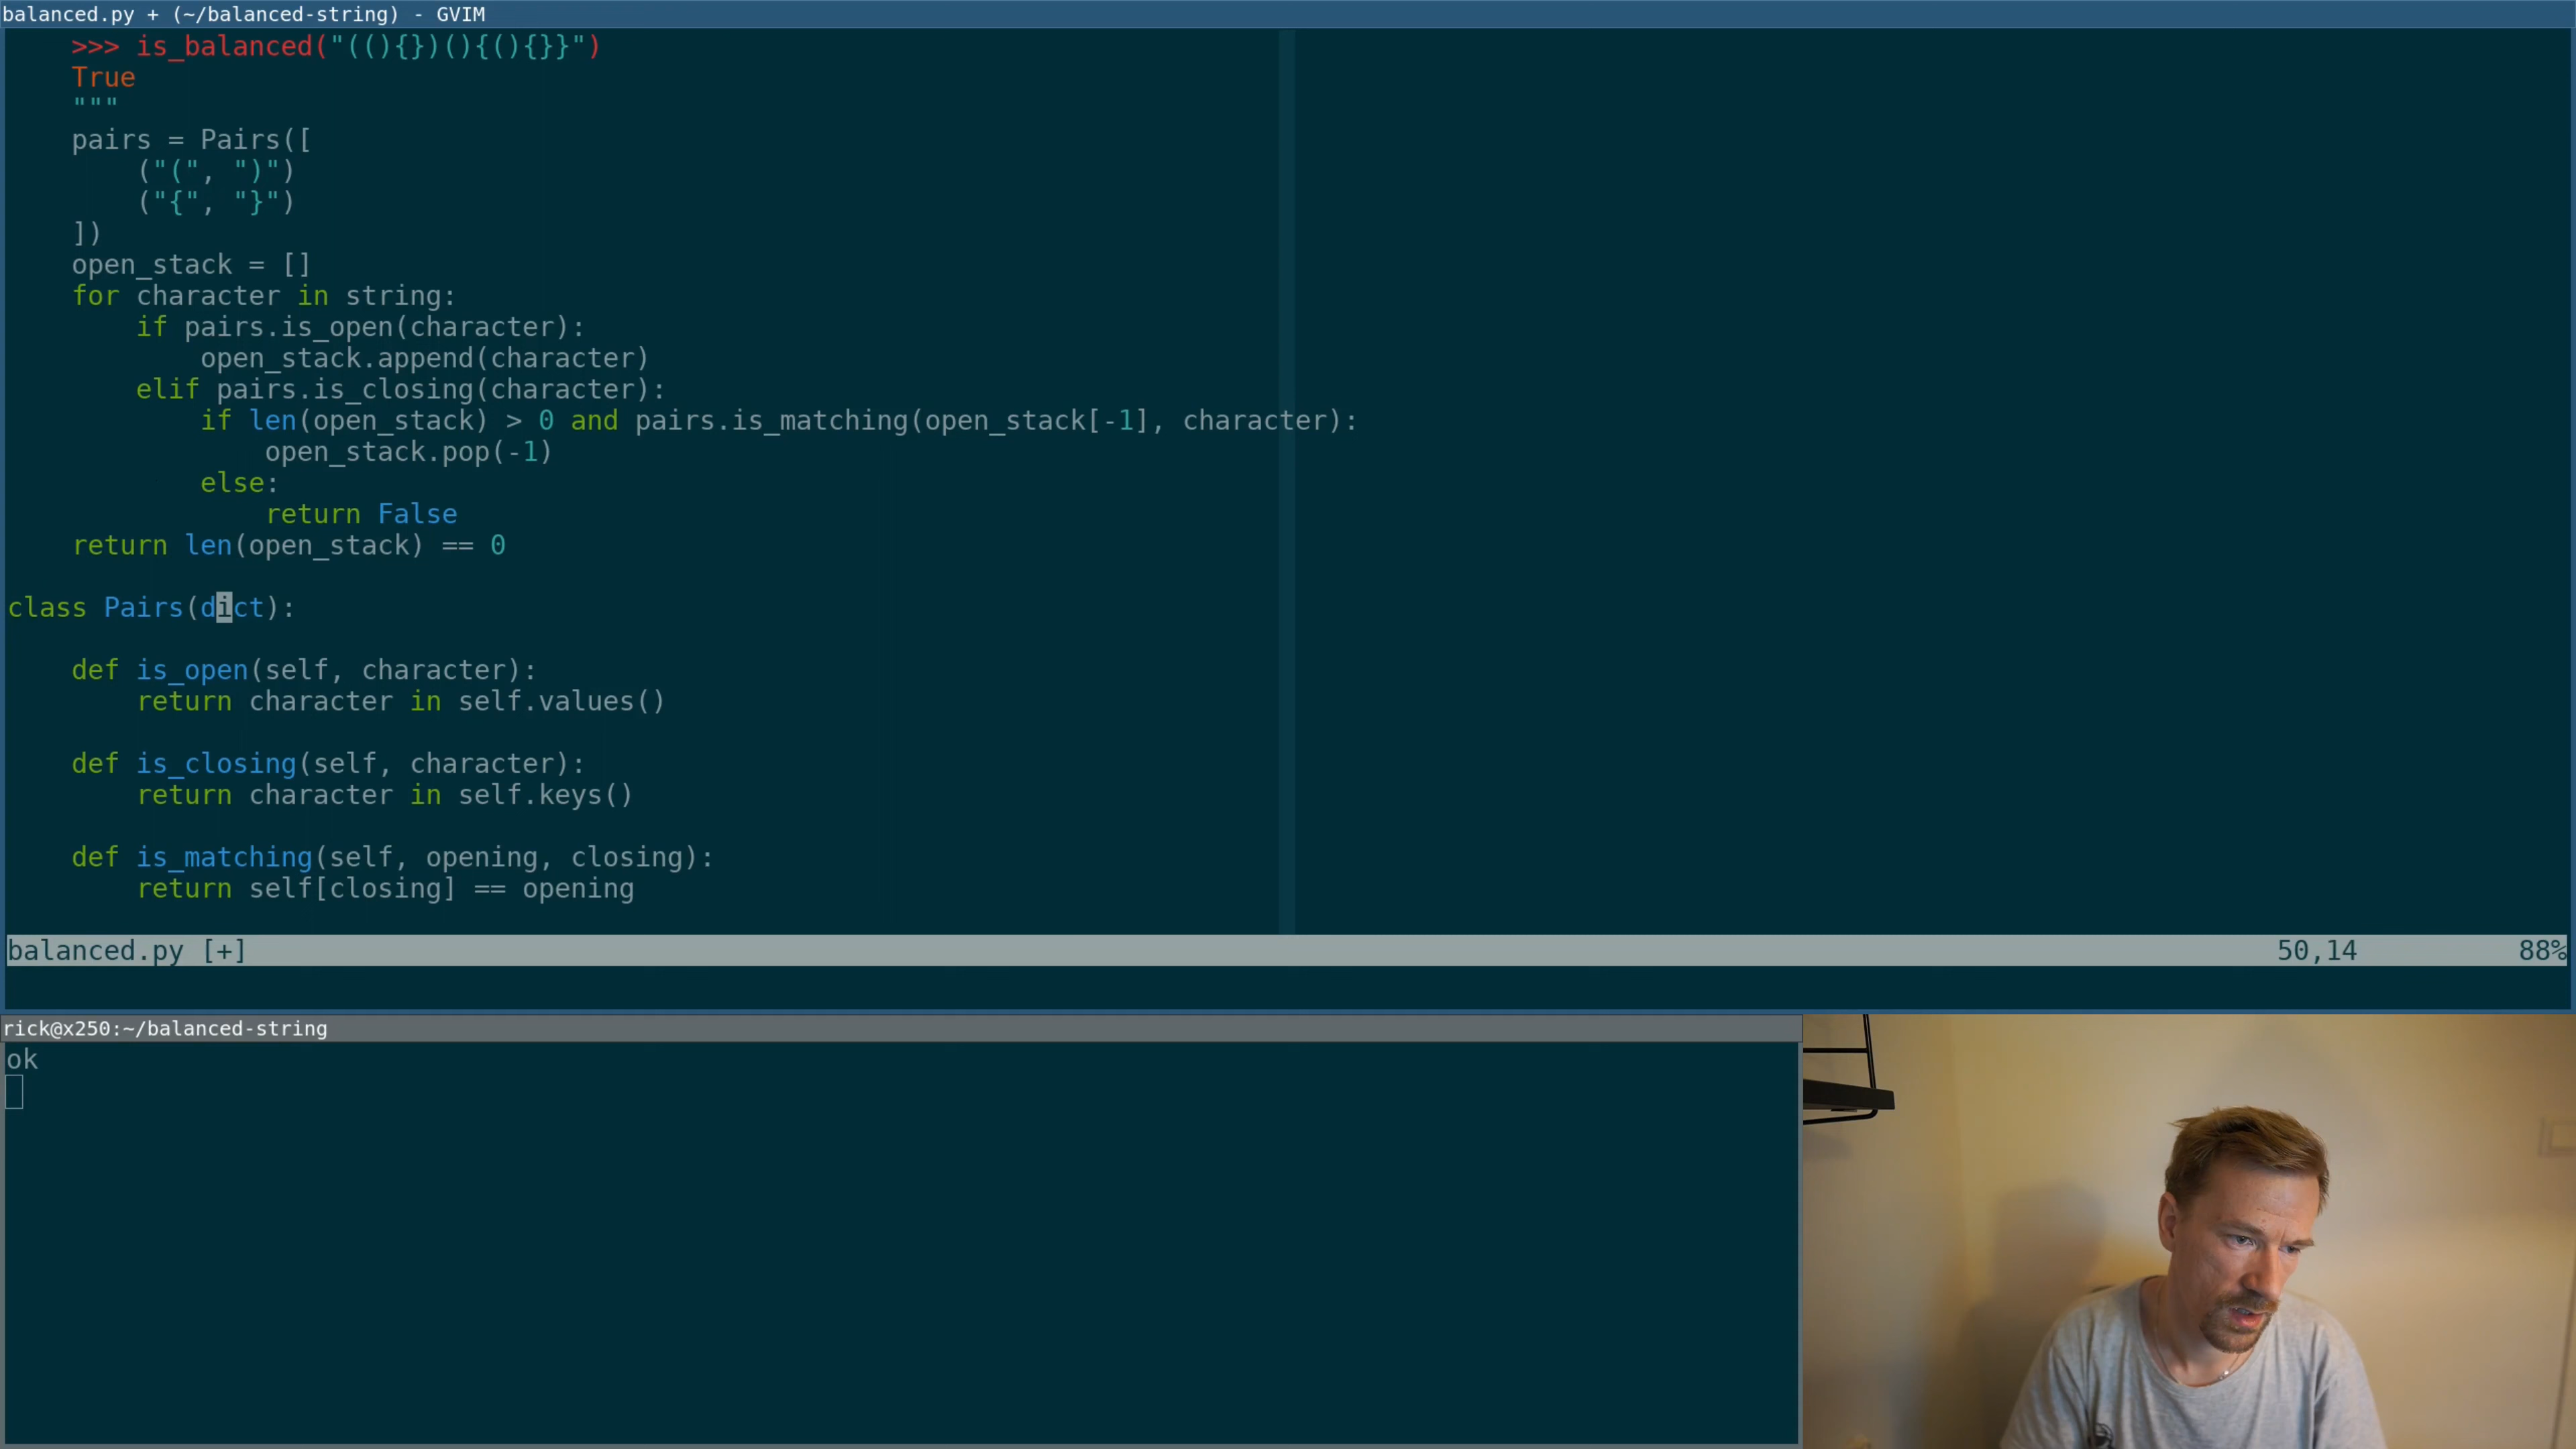 balanced.py + (~/balanced-string) - GVIM
    >>> is_balanced("((){})(){(){}}")
    True
    """
    pairs = Pairs([
        ("(", ")")
        ("{", "}")
    ])
    open_stack = []
    for character in string:
        if pairs.is_open(character):
            open_stack.append(character)
        elif pairs.is_closing(character):
            if len(open_stack) > 0 and pairs.is_matching(open_stack[-1], character):
                open_stack.pop(-1)
            else:
                return False
    return len(open_stack) == 0
class Pairs(dict):
    def is_open(self, character):
        return character in self.values()
    def is_closing(self, character):
        return character in self.keys()
    def is_matching(self, opening, closing):
        return self[closing] == opening
balanced.py [+] 50,14 88%
rick@x250:~/balanced-string
ok